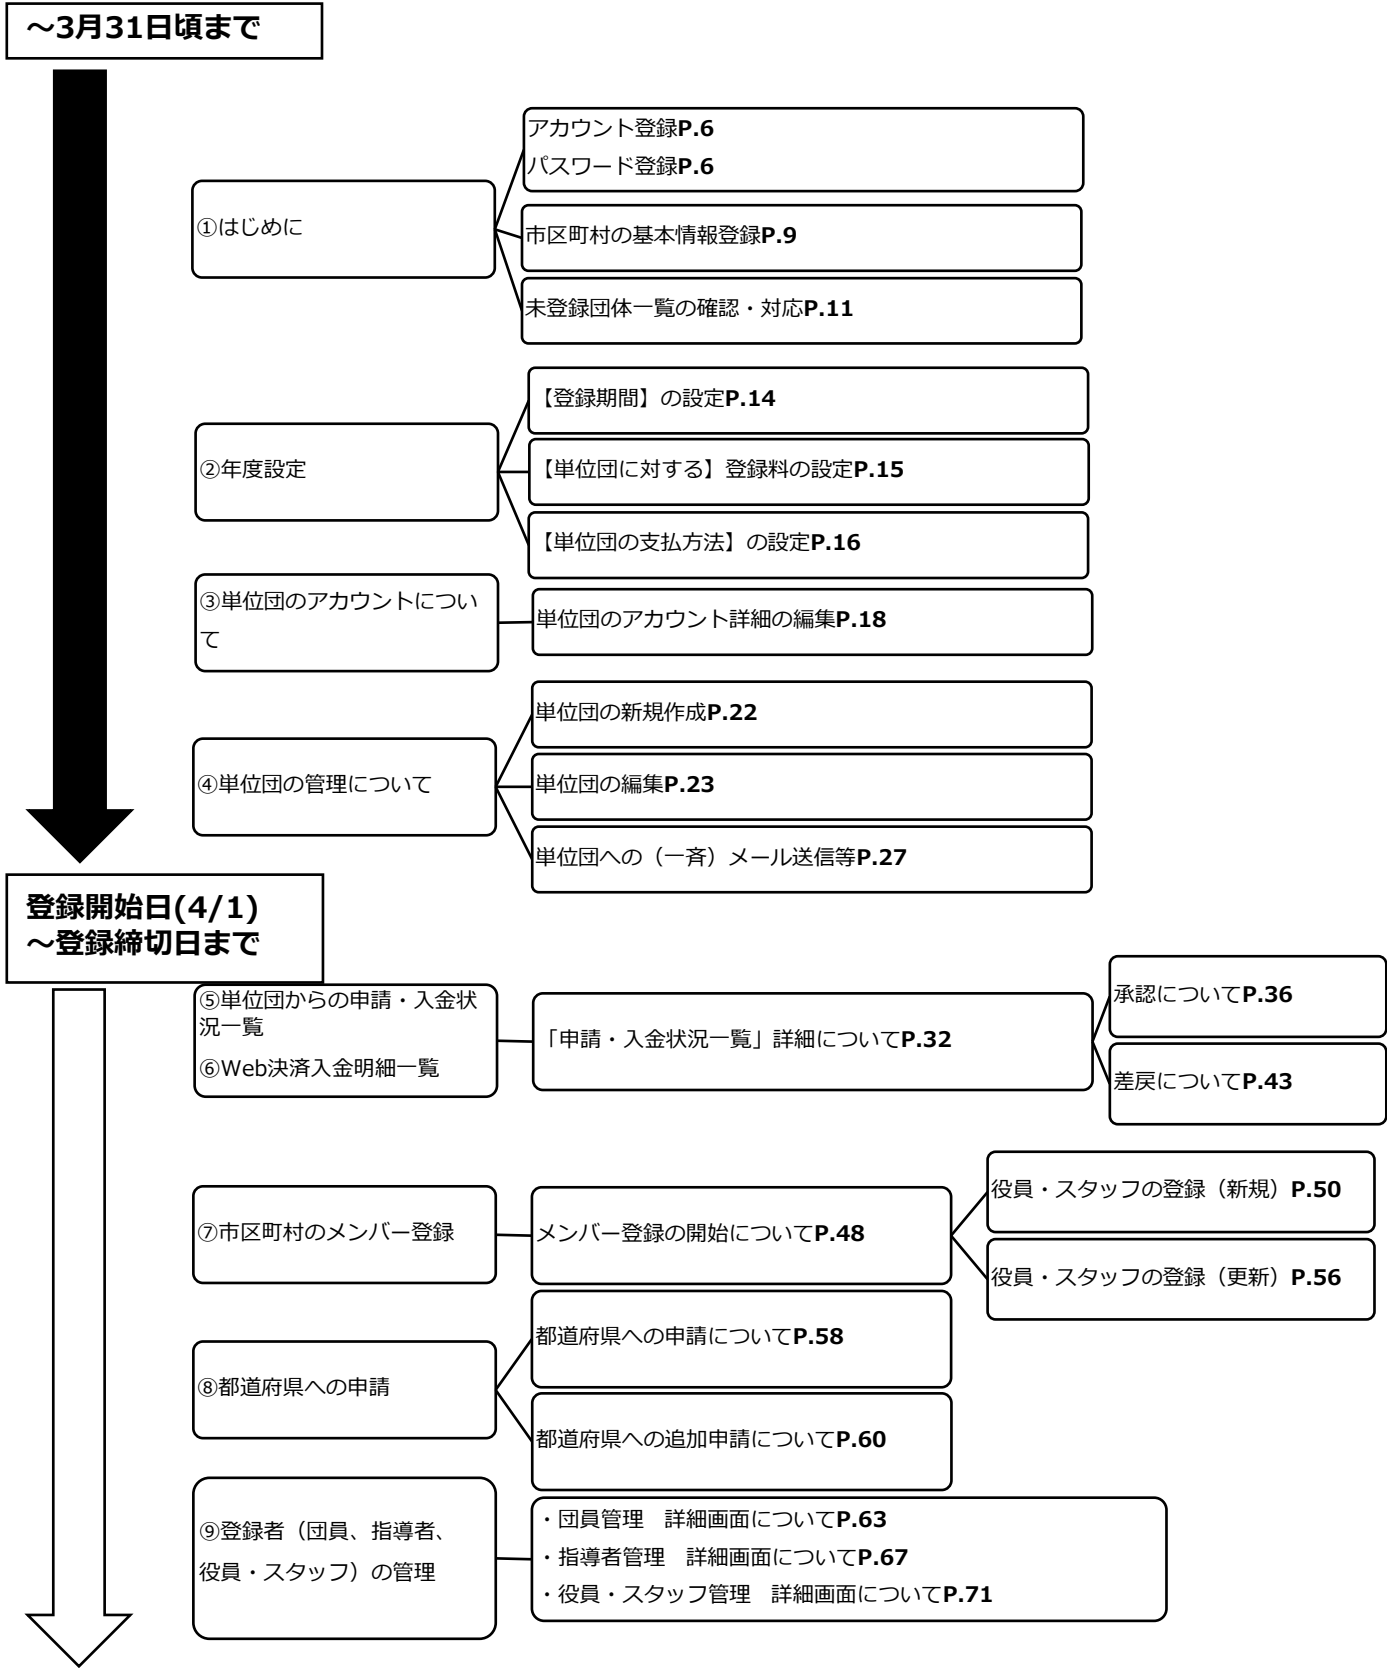 ～3月31日頃まで
アカウント登録P.6
パスワード登録P.6
①はじめに
市区町村の基本情報登録P.9
未登録団体一覧の確認・対応P.11
【登録期間】の設定P.14
②年度設定
【単位団に対する】登録料の設定P.15
【単位団の支払方法】の設定P.16
③単位団のアカウントについ
て
単位団のアカウント詳細の編集P.18
単位団の新規作成P.22
④単位団の管理について
単位団の編集P.23
単位団への（一斉）メール送信等P.27
登録開始日(4/1)
～登録締切日まで
⑤単位団からの申請・入金状
況一覧
⑥Web決済入金明細一覧
「申請・入金状況一覧」詳細についてP.32
承認についてP.36
差戻についてP.43
⑦市区町村のメンバー登録
メンバー登録の開始についてP.48
役員・スタッフの登録（新規）P.50
役員・スタッフの登録（更新）P.56
都道府県への申請についてP.58
⑧都道府県への申請
都道府県への追加申請についてP.60
⑨登録者（団員、指導者、
役員・スタッフ）の管理
・団員管理　詳細画面についてP.63
・指導者管理　詳細画面についてP.67
・役員・スタッフ管理　詳細画面についてP.71